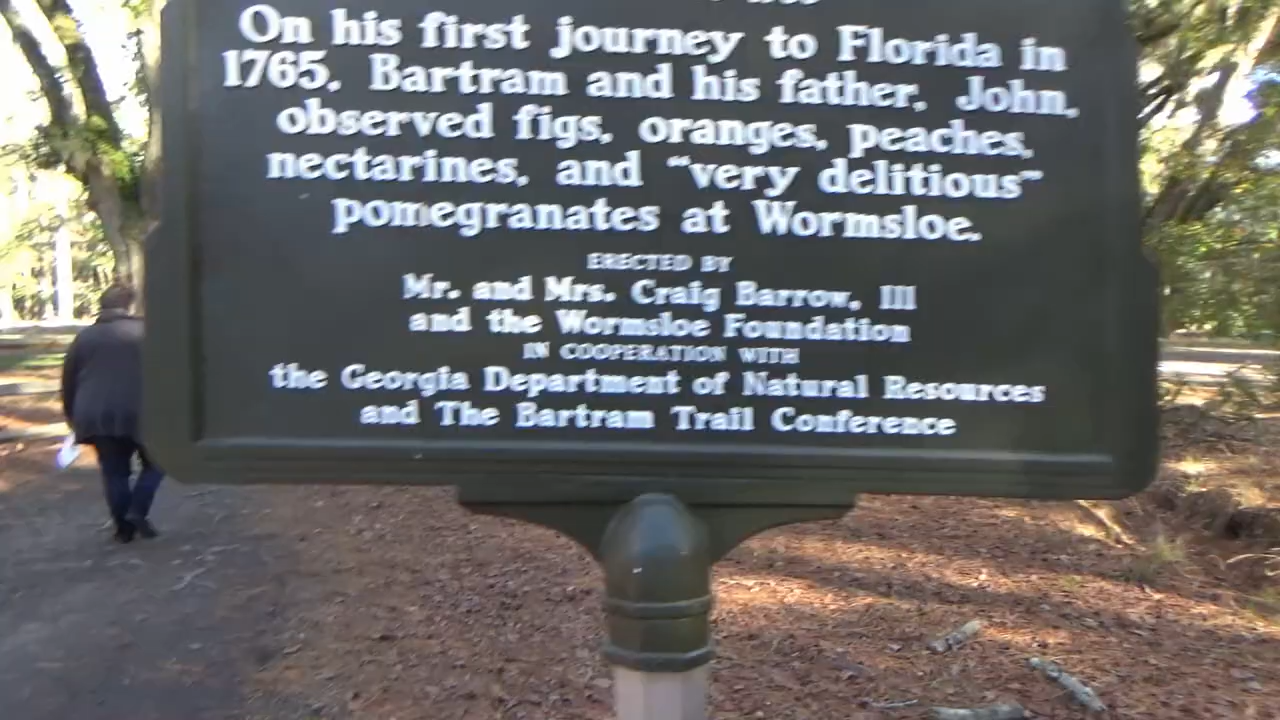 On his first journey to Florida in
1765, Bartram and his father, John,
observed figs, oranges, peaches,
nectarines, and "very delitious"
pomegranates at Wormsloe.
ERECTED BY
Mr. and Mrs. Craig Barrow, III
and the Wormsloe Foundation
IN COOPERATION WITH
the Georgia Department of Natural Resources
and The Bartram Trail Conference